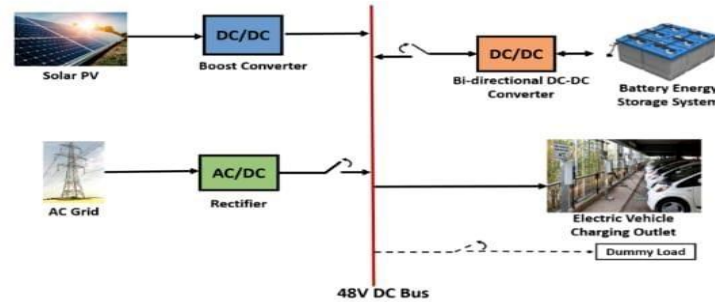 DC/DC
Solar PV
Boost Converter
DC/DC
Bi-directional DC-DC
Converter
Battery Energy
Storage System
AC/DC
AC Grid
Rectifier
Electric Vehicle
Charging Outlet
Dummy Load
48V DC Bus